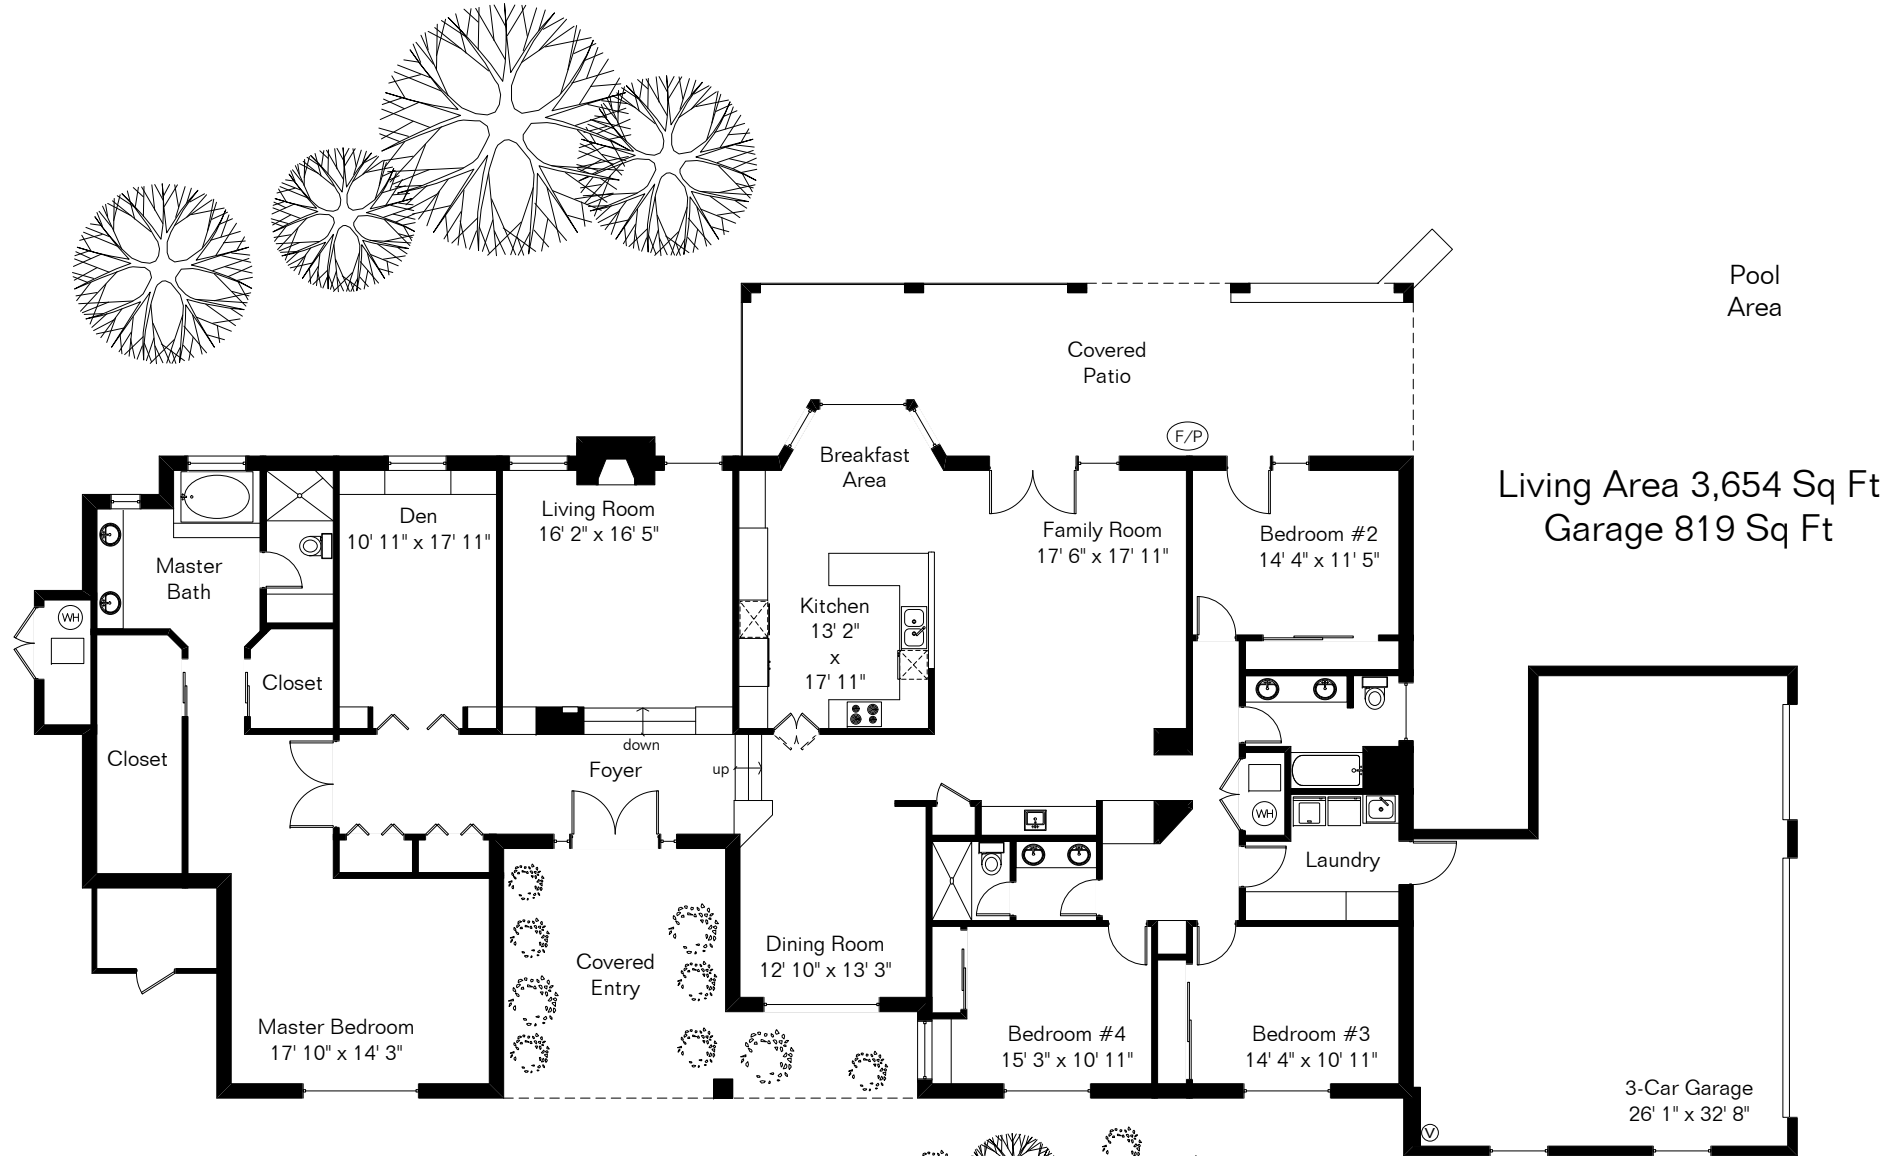 Pool
Area
Covered
Patio
F/P
Breakfast
Area
Living Area 3,654 Sq Ft
Garage 819 Sq Ft
Den
10' 11" x 17' 11"
Living Room
16' 2" x 16' 5"
Family Room
17' 6" x 17' 11"
Bedroom #2
14' 4" x 11' 5"
Master
Bath
WH
Kitchen
13' 2"
x
17' 11"
Closet
Closet
down
up
Foyer
WH
Laundry
Dining Room
12' 10" x 13' 3"
Covered
Entry
Master Bedroom
17' 10" x 14' 3"
Bedroom #4
15' 3" x 10' 11"
Bedroom #3
14' 4" x 10' 11"
3-Car Garage
26' 1" x 32' 8"
V